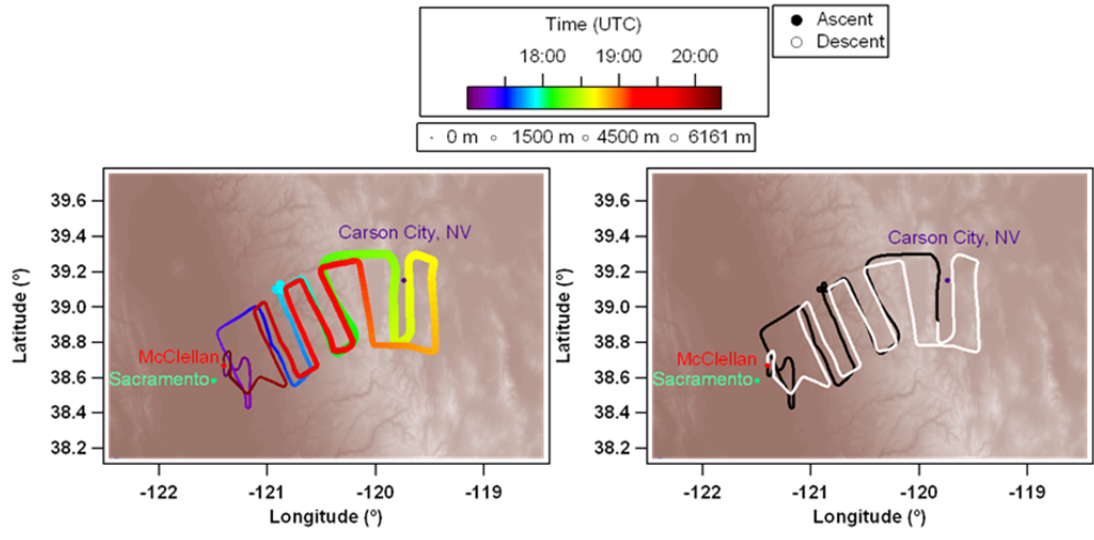 Time (UTC)
18:00 19:00 20:00
Ascent
Descent
0 m 1500 m 4500 m 6161 m
39.6
39.4
39.2
39.0
38.8
38.6
38.4
38.2
Latitude (°)
Carson City, NV
McClellan
Sacramento
-122 -121 -120 -119
Longitude (°)
39.6
39.4
39.2
39.0
38.8
38.6
38.4
38.2
Latitude (°)
Carson City, NV
McClellan
Sacramento
-122 -121 -120 -119
Longitude (°)